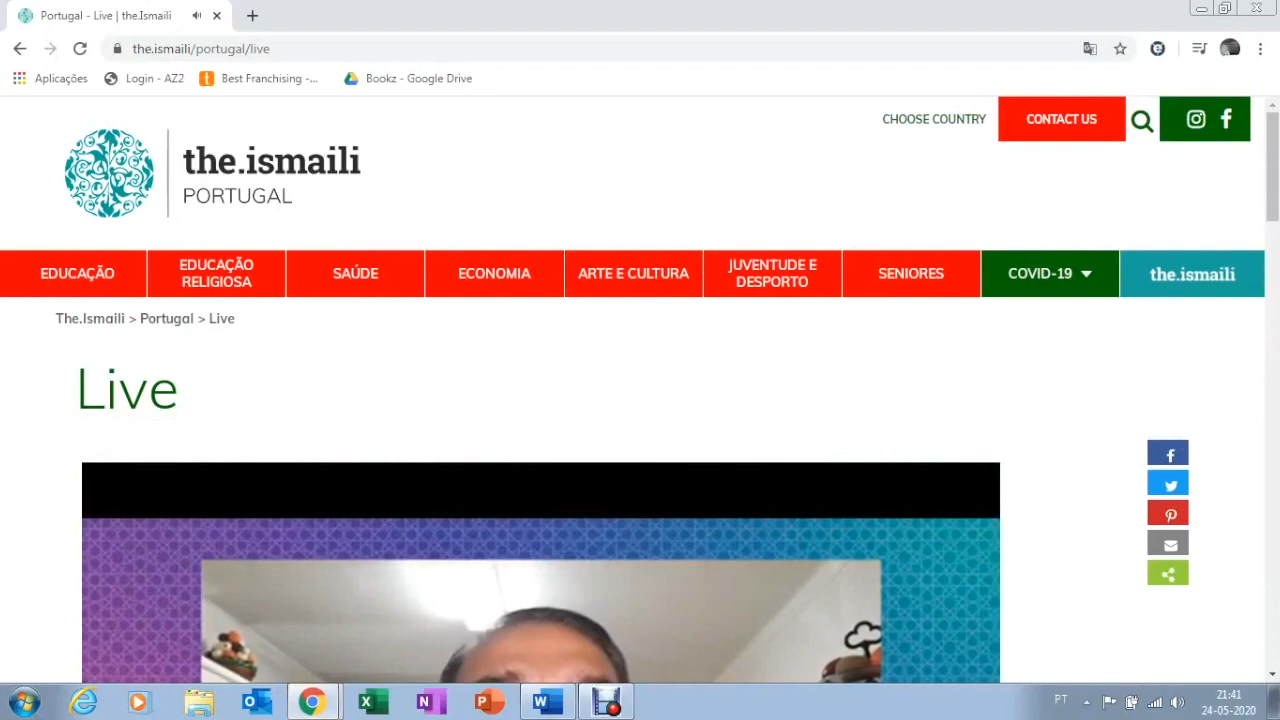 Portugal - Live | the.Ismaili
the.ismaili/portugal/live
Aplicações
Login - AZ2
Best Franchising -...
Bookz - Google Drive
CHOOSE COUNTRY
CONTACT US
the.ismaili
PORTUGAL
EDUCAÇÃO
EDUCAÇÃO
RELIGIOSA
SAÚDE
ECONOMIA
ARTE E CULTURA
JUVENTUDE E
DESPORTO
SENIORES
COVID-19
the.ismaili
The.Ismaili > Portugal > Live
Live
PT
21:41
24-05-2020